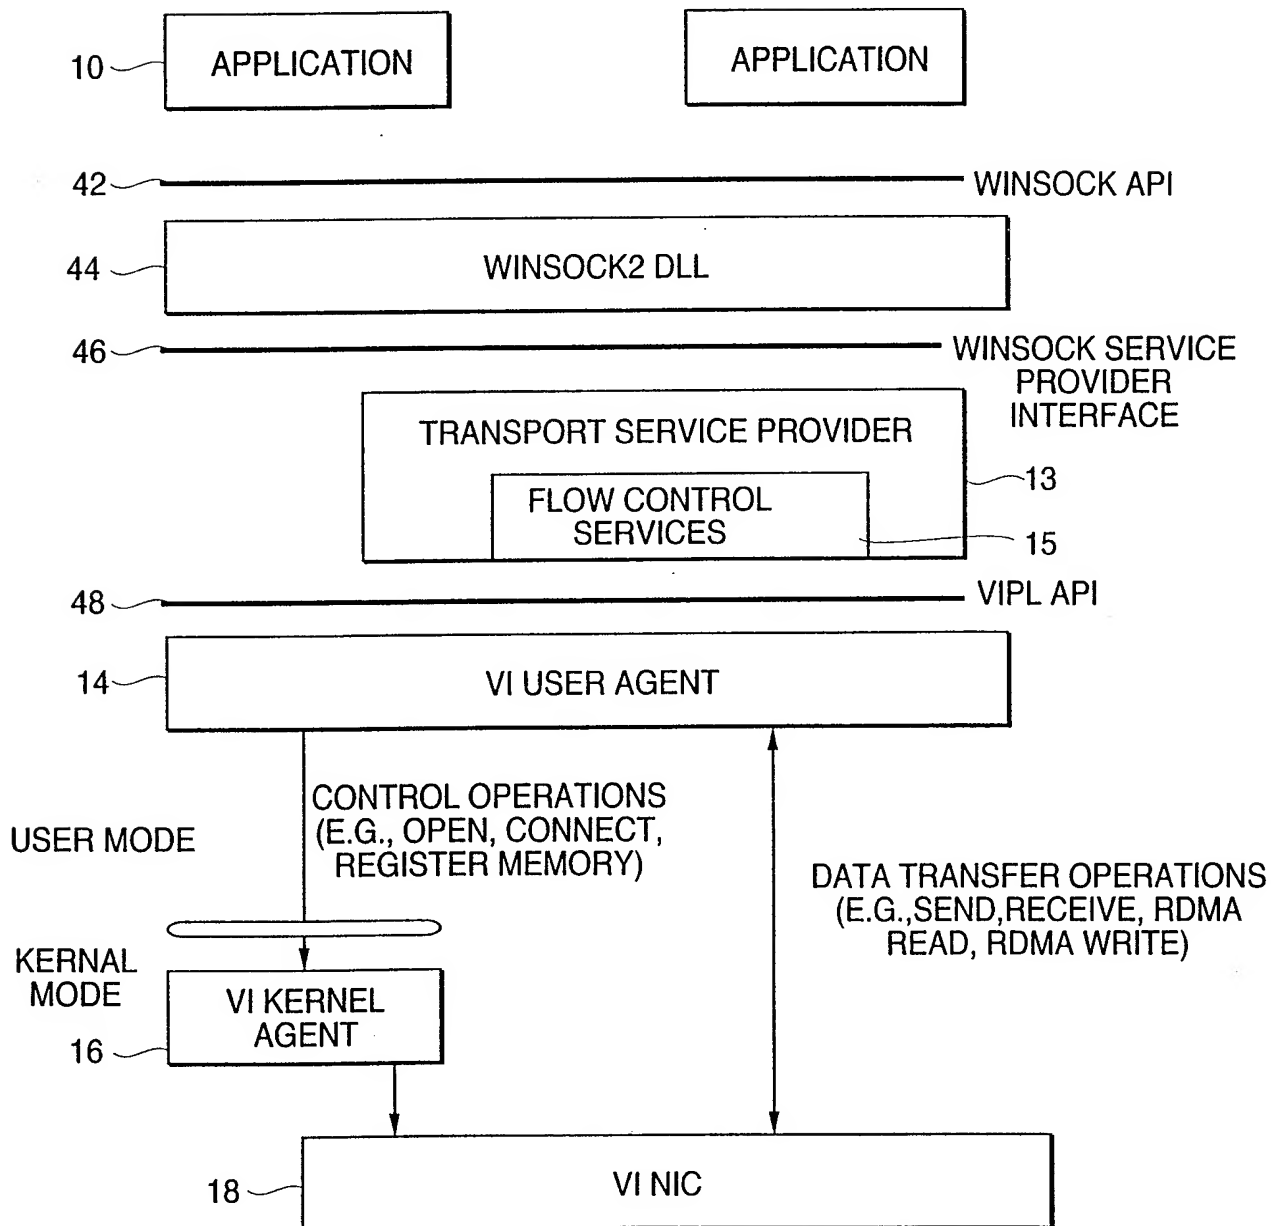 APPLICATION
APPLICATION
10
42
WINSOCK API
44
WINSOCK2 DLL
46
WINSOCK SERVICE
PROVIDER
INTERFACE
TRANSPORT SERVICE PROVIDER
13
FLOW CONTROL
SERVICES
15
48
VIPL API
14
VI USER AGENT
CONTROL OPERATIONS
(E.G., OPEN, CONNECT,
REGISTER MEMORY)
USER MODE
DATA TRANSFER OPERATIONS
(E.G.,SEND,RECEIVE, RDMA
READ, RDMA WRITE)
KERNAL
MODE
VI KERNEL
AGENT
16
18
VI NIC